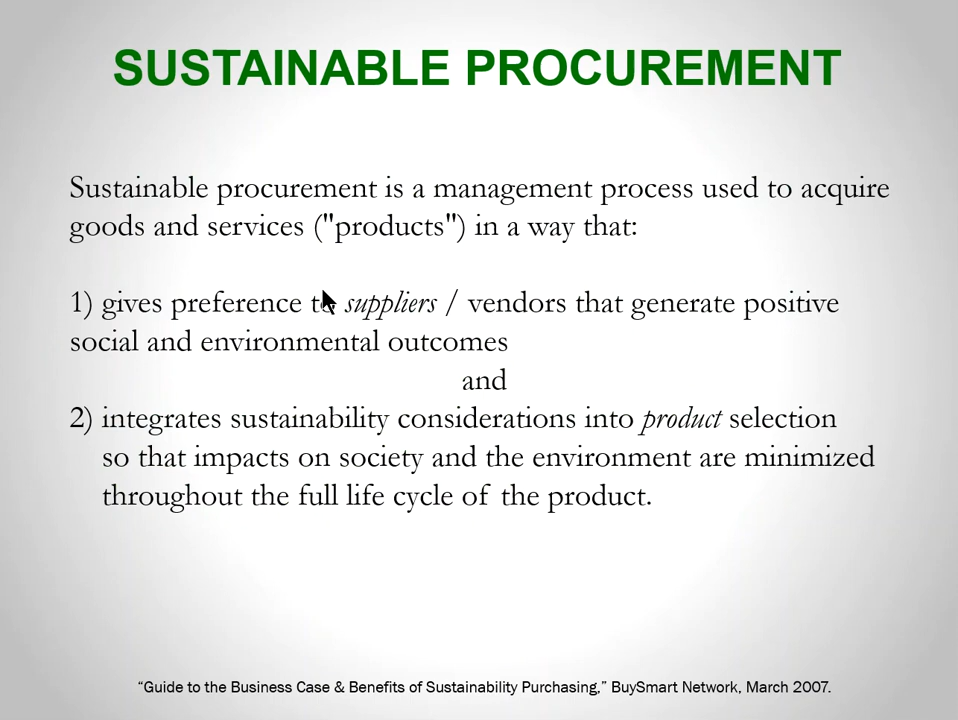 SUSTAINABLE PROCUREMENT
Sustainable procurement is a management process used to acquire
goods and services ("products") in a way that:
1) gives preference to suppliers / vendors that generate positive
social and environmental outcomes
and
2) integrates sustainability considerations into product selection
so that impacts on society and the environment are minimized
throughout the full life cycle of the product.
“Guide to the Business Case & Benefits of Sustainability Purchasing,” BuySmart Network, March 2007.